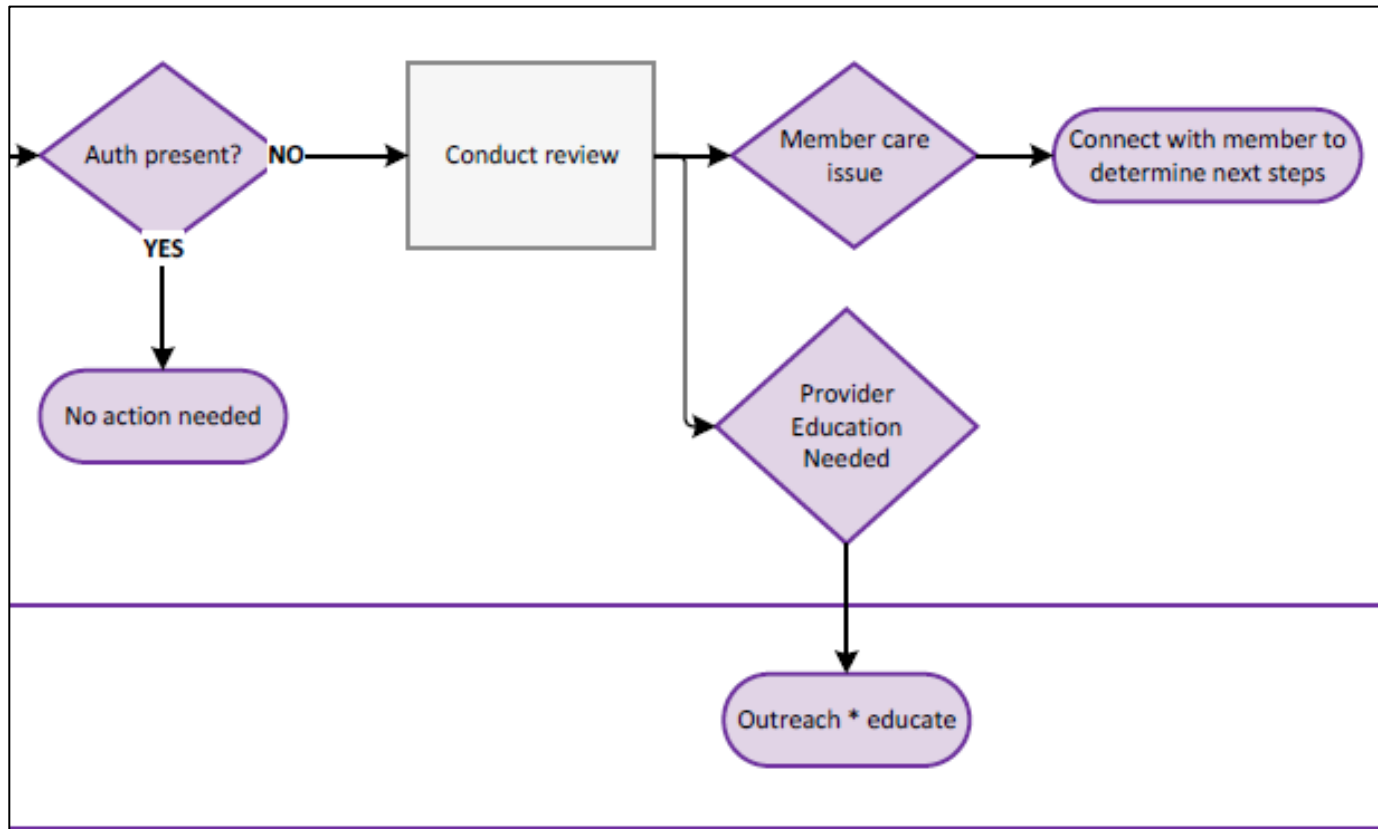 Auth present?
NO
YES
No action needed
Conduct review
Member care
issue
Connect with member to
determine next steps
Provider
Education
Needed
Outreach * educate